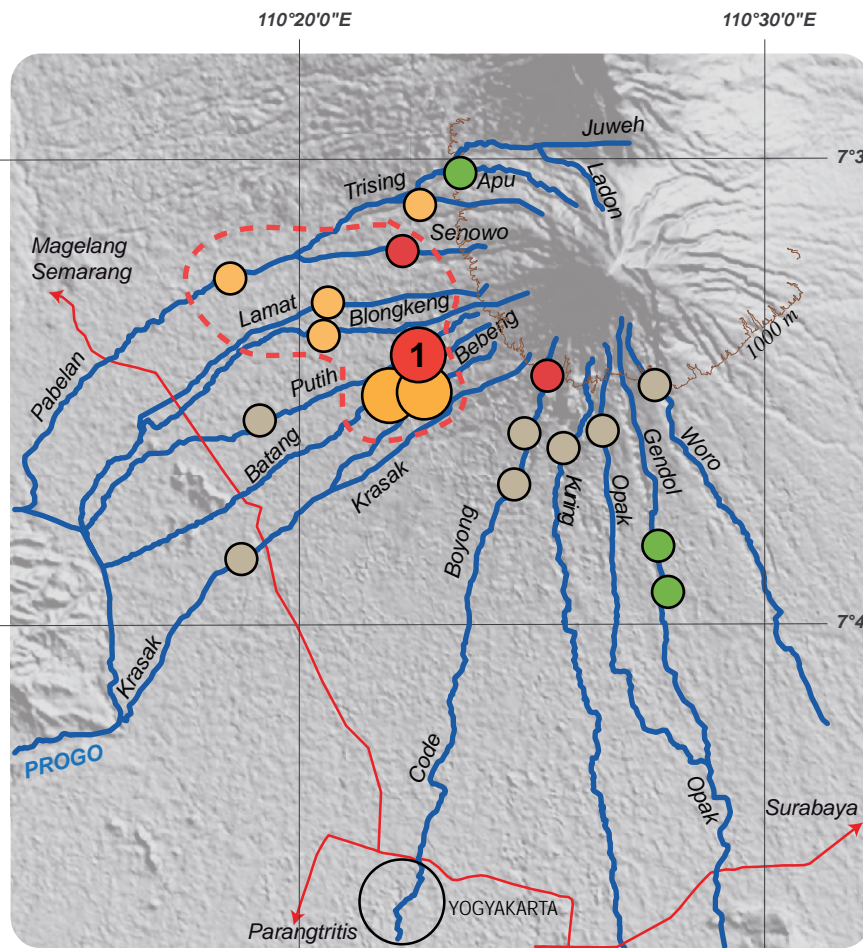 110°20'0"E
110°30'0"E
Juweh
7°3
Trising
Apu
Ladon
Senowo
Magelang
Semarang
Lamat
Blongkeng
1000 m
Bebeng
1
Pabelan
Putih
Batang
Krasak
Woro
Gendol
Opak
Kuning
Boyong
7°4
Krasak
PROGO
Code
Opak
Surabaya
YOGYAKARTA
Parangtritis